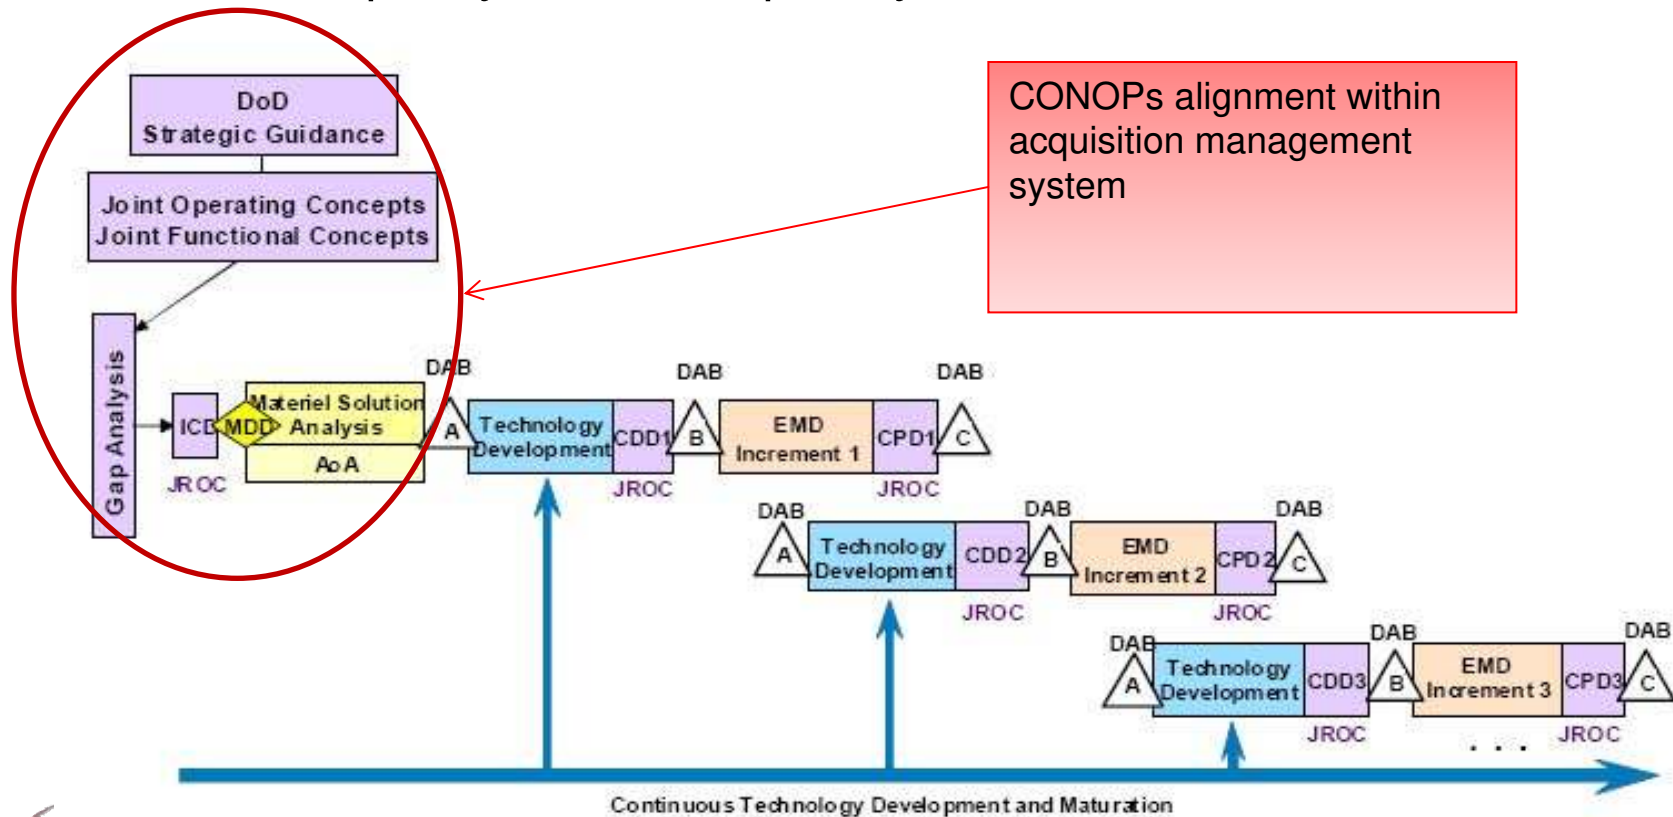 DoD
Strategic Guidance
CONOPs alignment within
acquisition management
system
Joint Operating Concepts
Joint Functional Concepts
Gap Analysis
ICD
MDD
Materiel Solution
Analysis
AoA
JROC
DAB
A
Technology
Development
CDD1
JROC
DAB
B
EMD
Increment 1
CPD1
JROC
DAB
C
DAB
A
Technology
Development
CDD2
JROC
DAB
B
EMD
Increment 2
CPD2
JROC
DAB
C
DAB
A
Technology
Development
CDD3
JROC
DAB
B
EMD
Increment 3
. . .
CPD3
JROC
DAB
C
Continuous Technology Development and Maturation